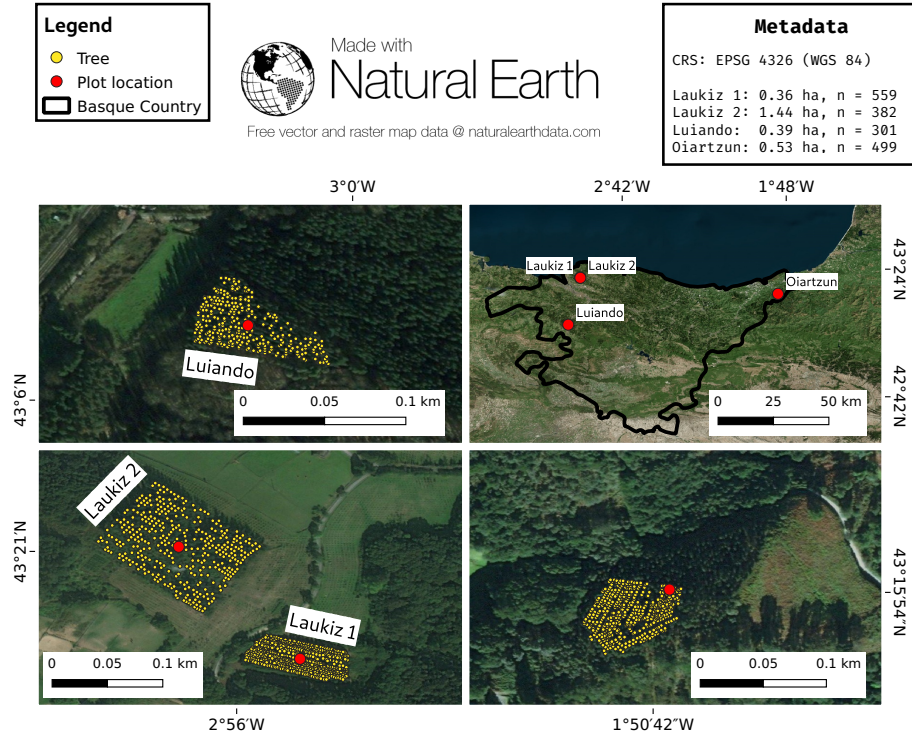 Legend
Tree
Plot location
Basque Country
Made with
Natural Earth
Free vector and raster map data @ naturalearthdata.com
Metadata
CRS: EPSG 4326 (WGS 84)
Laukiz 1: 0.36 ha, n = 559
Laukiz 2: 1.44 ha, n = 382
Luiando: 0.39 ha, n = 301
Oiartzun: 0.53 ha, n = 499
3°0′W
2°42′W
1°48′W
43°6′N
Luiando
0 0.05 0.1 km
Laukiz 1
Laukiz 2
Oiartzun
Luiando
0 25 50 km
43°24′N
42°42′N
43°21′N
Laukiz 2
Laukiz 1
0 0.05 0.1 km
0 0.05 0.1 km
43°15′54″N
2°56′W
1°50′42″W